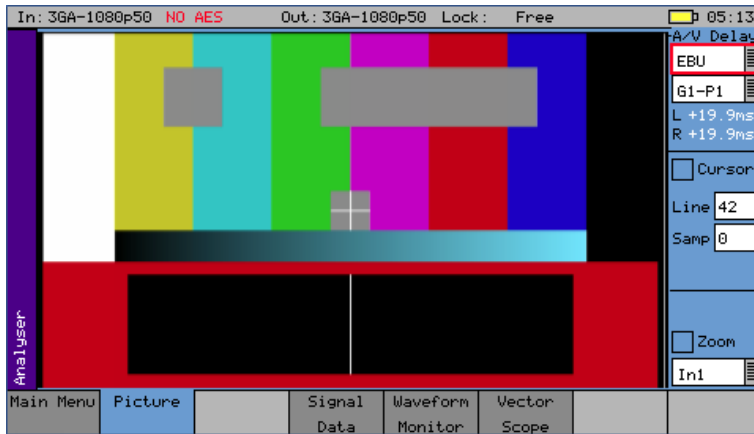 In: 3GA-1080p50 NO AES Out: 3GA-1080p50 Lock: Free 05:13
A/V Delay
EBU
G1-P1
L +19.9ms
R +19.9ms
Cursor
Line 42
Samp 0
Zoom
In1
Analyser
Main Menu Picture Signal Data Waveform Monitor Vector Scope